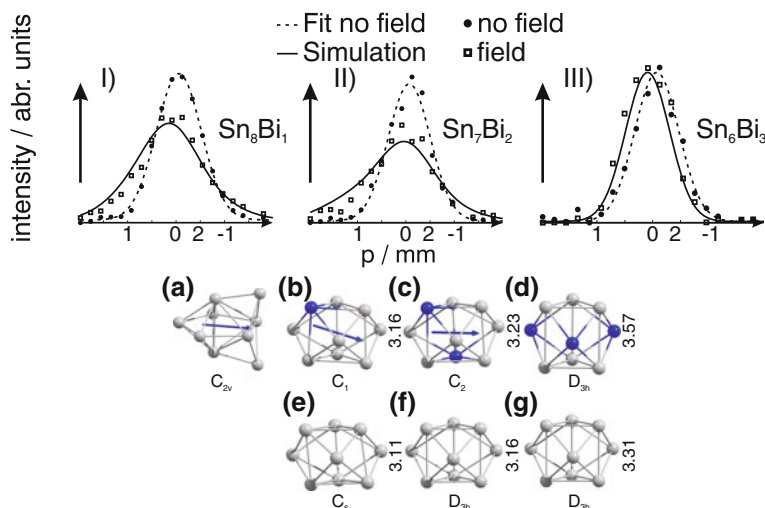 Fit no field
no field
Simulation
field
intensity / abr. units
I)
II)
III)
Sn8Bi1
Sn7Bi2
Sn6Bi3
1 0 2 -1
1 0 2 -1
1 0 -1
p / mm
(a) (b) (c) (d)
3.16
3.23
3.57
C2v
C1
C2
D3h
(e) (f) (g)
3.11
3.16
3.31
Cs
D3h
D3h